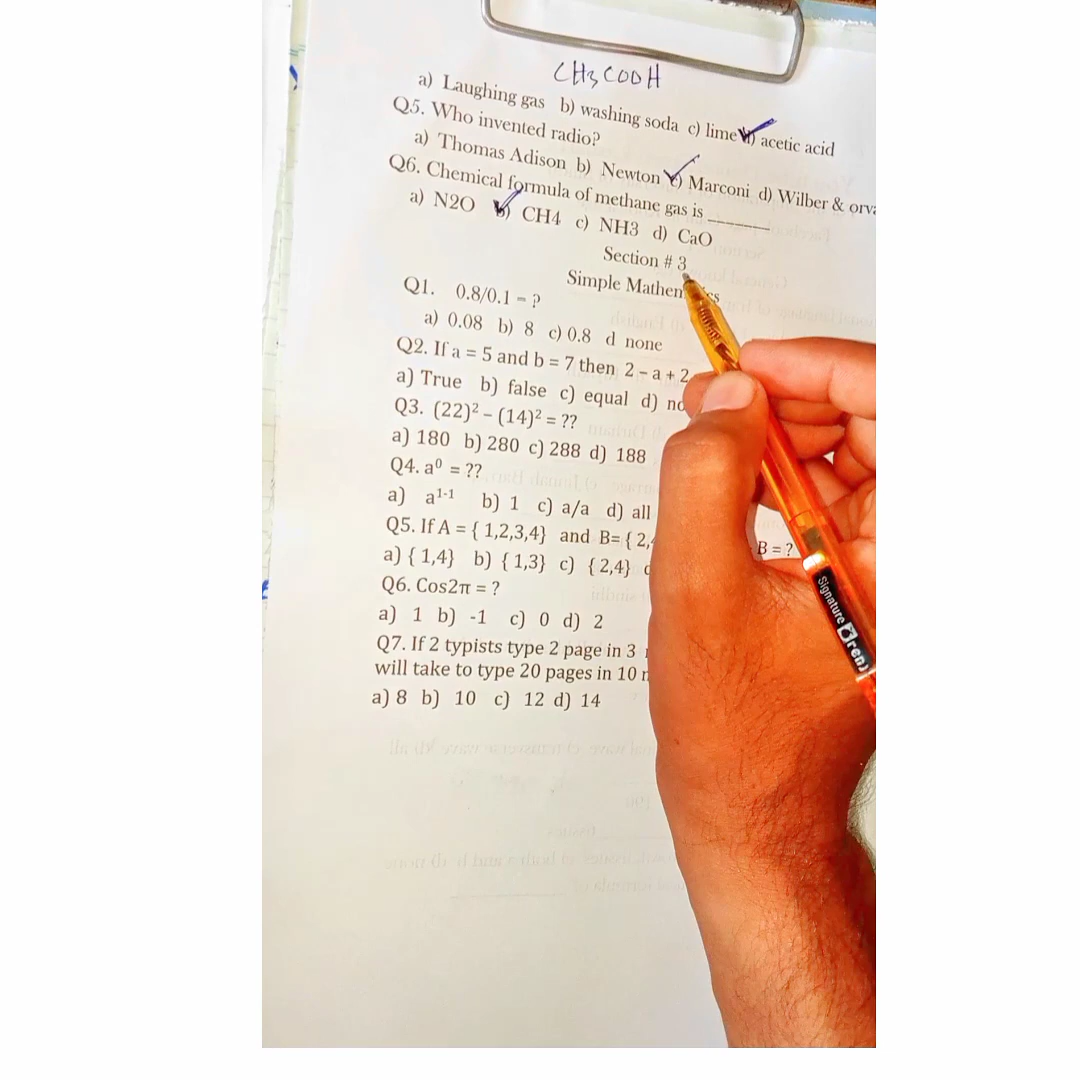 CH3COOH
a) Laughing gas b) washing soda c) lime d) acetic acid
Q5. Who invented radio?
a) Thomas Adison b) Newton c) Marconi d) Wilber & orva
Q6. Chemical formula of methane gas is ______
a) N2O b) CH4 c) NH3 d) CaO
Section # 3
Simple Mathem
Q1. 0.8/0.1 = ?
a) 0.08 b) 8 c) 0.8 d none
Q2. If a = 5 and b = 7 then 2 – a + 2
a) True b) false c) equal d) no
Q3. (22)² – (14)² = ??
a) 180 b) 280 c) 288 d) 188
Q4. a⁰ = ??
a) a¹⁻¹ b) 1 c) a/a d) all
Q5. If A = { 1,2,3,4} and B= { 2, B = ?
a) { 1,4} b) { 1,3} c) { 2,4}
Q6. Cos2π = ?
a) 1 b) -1 c) 0 d) 2
Q7. If 2 typists type 2 page in 3
will take to type 20 pages in 10
a) 8 b) 10 c) 12 d) 14
Signature